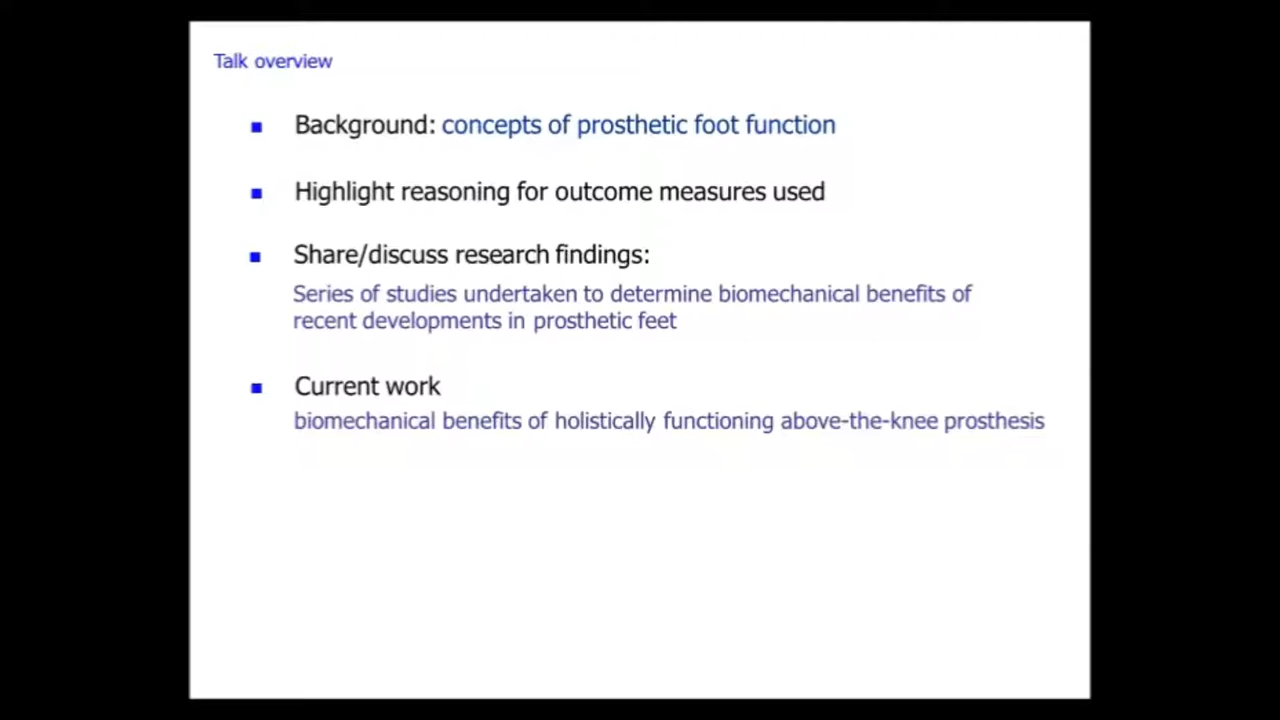 Talk overview
Background: concepts of prosthetic foot function
Highlight reasoning for outcome measures used
Share/discuss research findings:
Series of studies undertaken to determine biomechanical benefits of
recent developments in prosthetic feet
Current work
biomechanical benefits of holistically functioning above-the-knee prosthesis